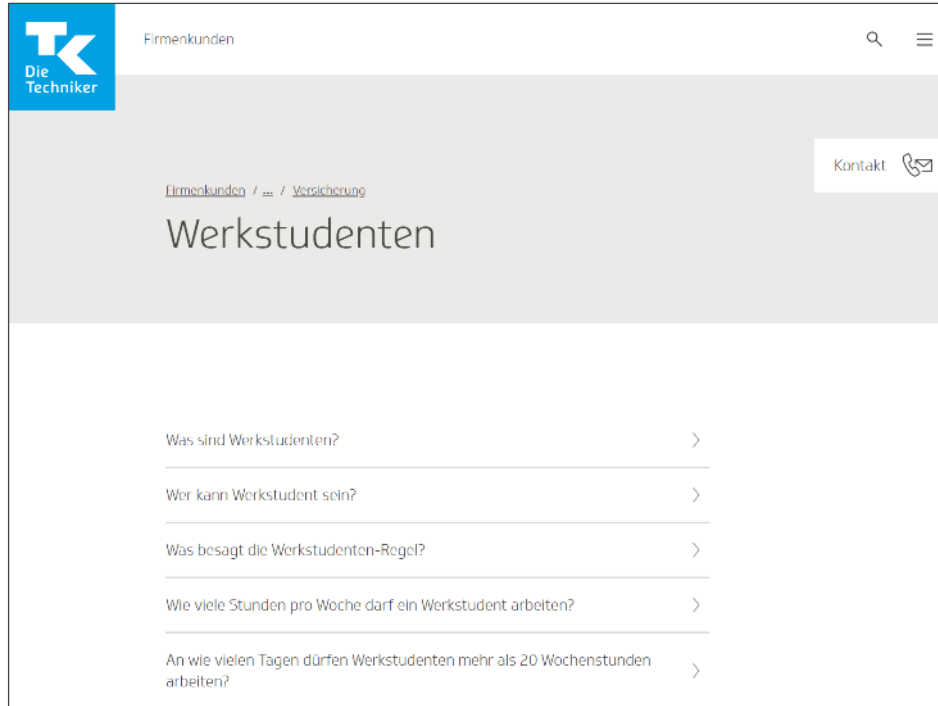 TK
Die
Techniker
Firmenkunden
Kontakt
Firmenkunden / ... / Versicherung
Werkstudenten
Was sind Werkstudenten?
Wer kann Werkstudent sein?
Was besagt die Werkstudenten-Regel?
Wie viele Stunden pro Woche darf ein Werkstudent arbeiten?
An wie vielen Tagen dürfen Werkstudenten mehr als 20 Wochenstunden
arbeiten?